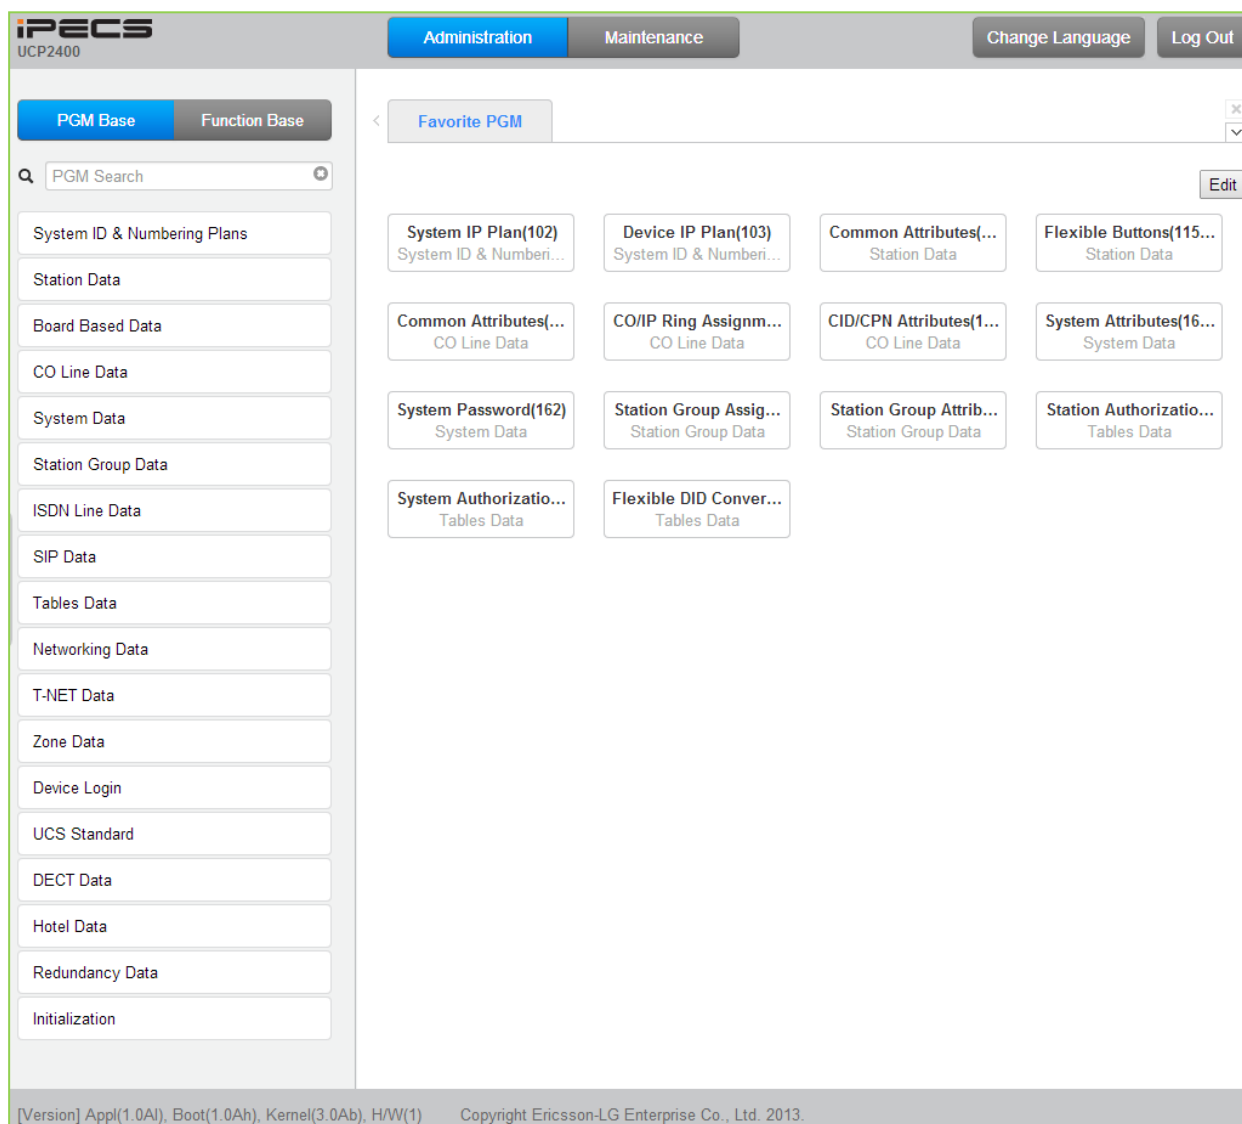 iPECS
UCP2400
Administration
Maintenance
Change Language
Log Out
PGM Base
Function Base
Favorite PGM
PGM Search
Edit
System ID & Numbering Plans
Station Data
Board Based Data
CO Line Data
System Data
Station Group Data
ISDN Line Data
SIP Data
Tables Data
Networking Data
T-NET Data
Zone Data
Device Login
UCS Standard
DECT Data
Hotel Data
Redundancy Data
Initialization
System IP Plan(102)
System ID & Numberi...
Device IP Plan(103)
System ID & Numberi...
Common Attributes(...
Station Data
Flexible Buttons(115...
Station Data
Common Attributes(...
CO Line Data
CO/IP Ring Assignm...
CO Line Data
CID/CPN Attributes(1...
CO Line Data
System Attributes(16...
System Data
System Password(162)
System Data
Station Group Assig...
Station Group Data
Station Group Attrib...
Station Group Data
Station Authorizatio...
Tables Data
System Authorizatio...
Tables Data
Flexible DID Conver...
Tables Data
[Version] Appl(1.0Al), Boot(1.0Ah), Kernel(3.0Ab), H/W(1)
Copyright Ericsson-LG Enterprise Co., Ltd. 2013.